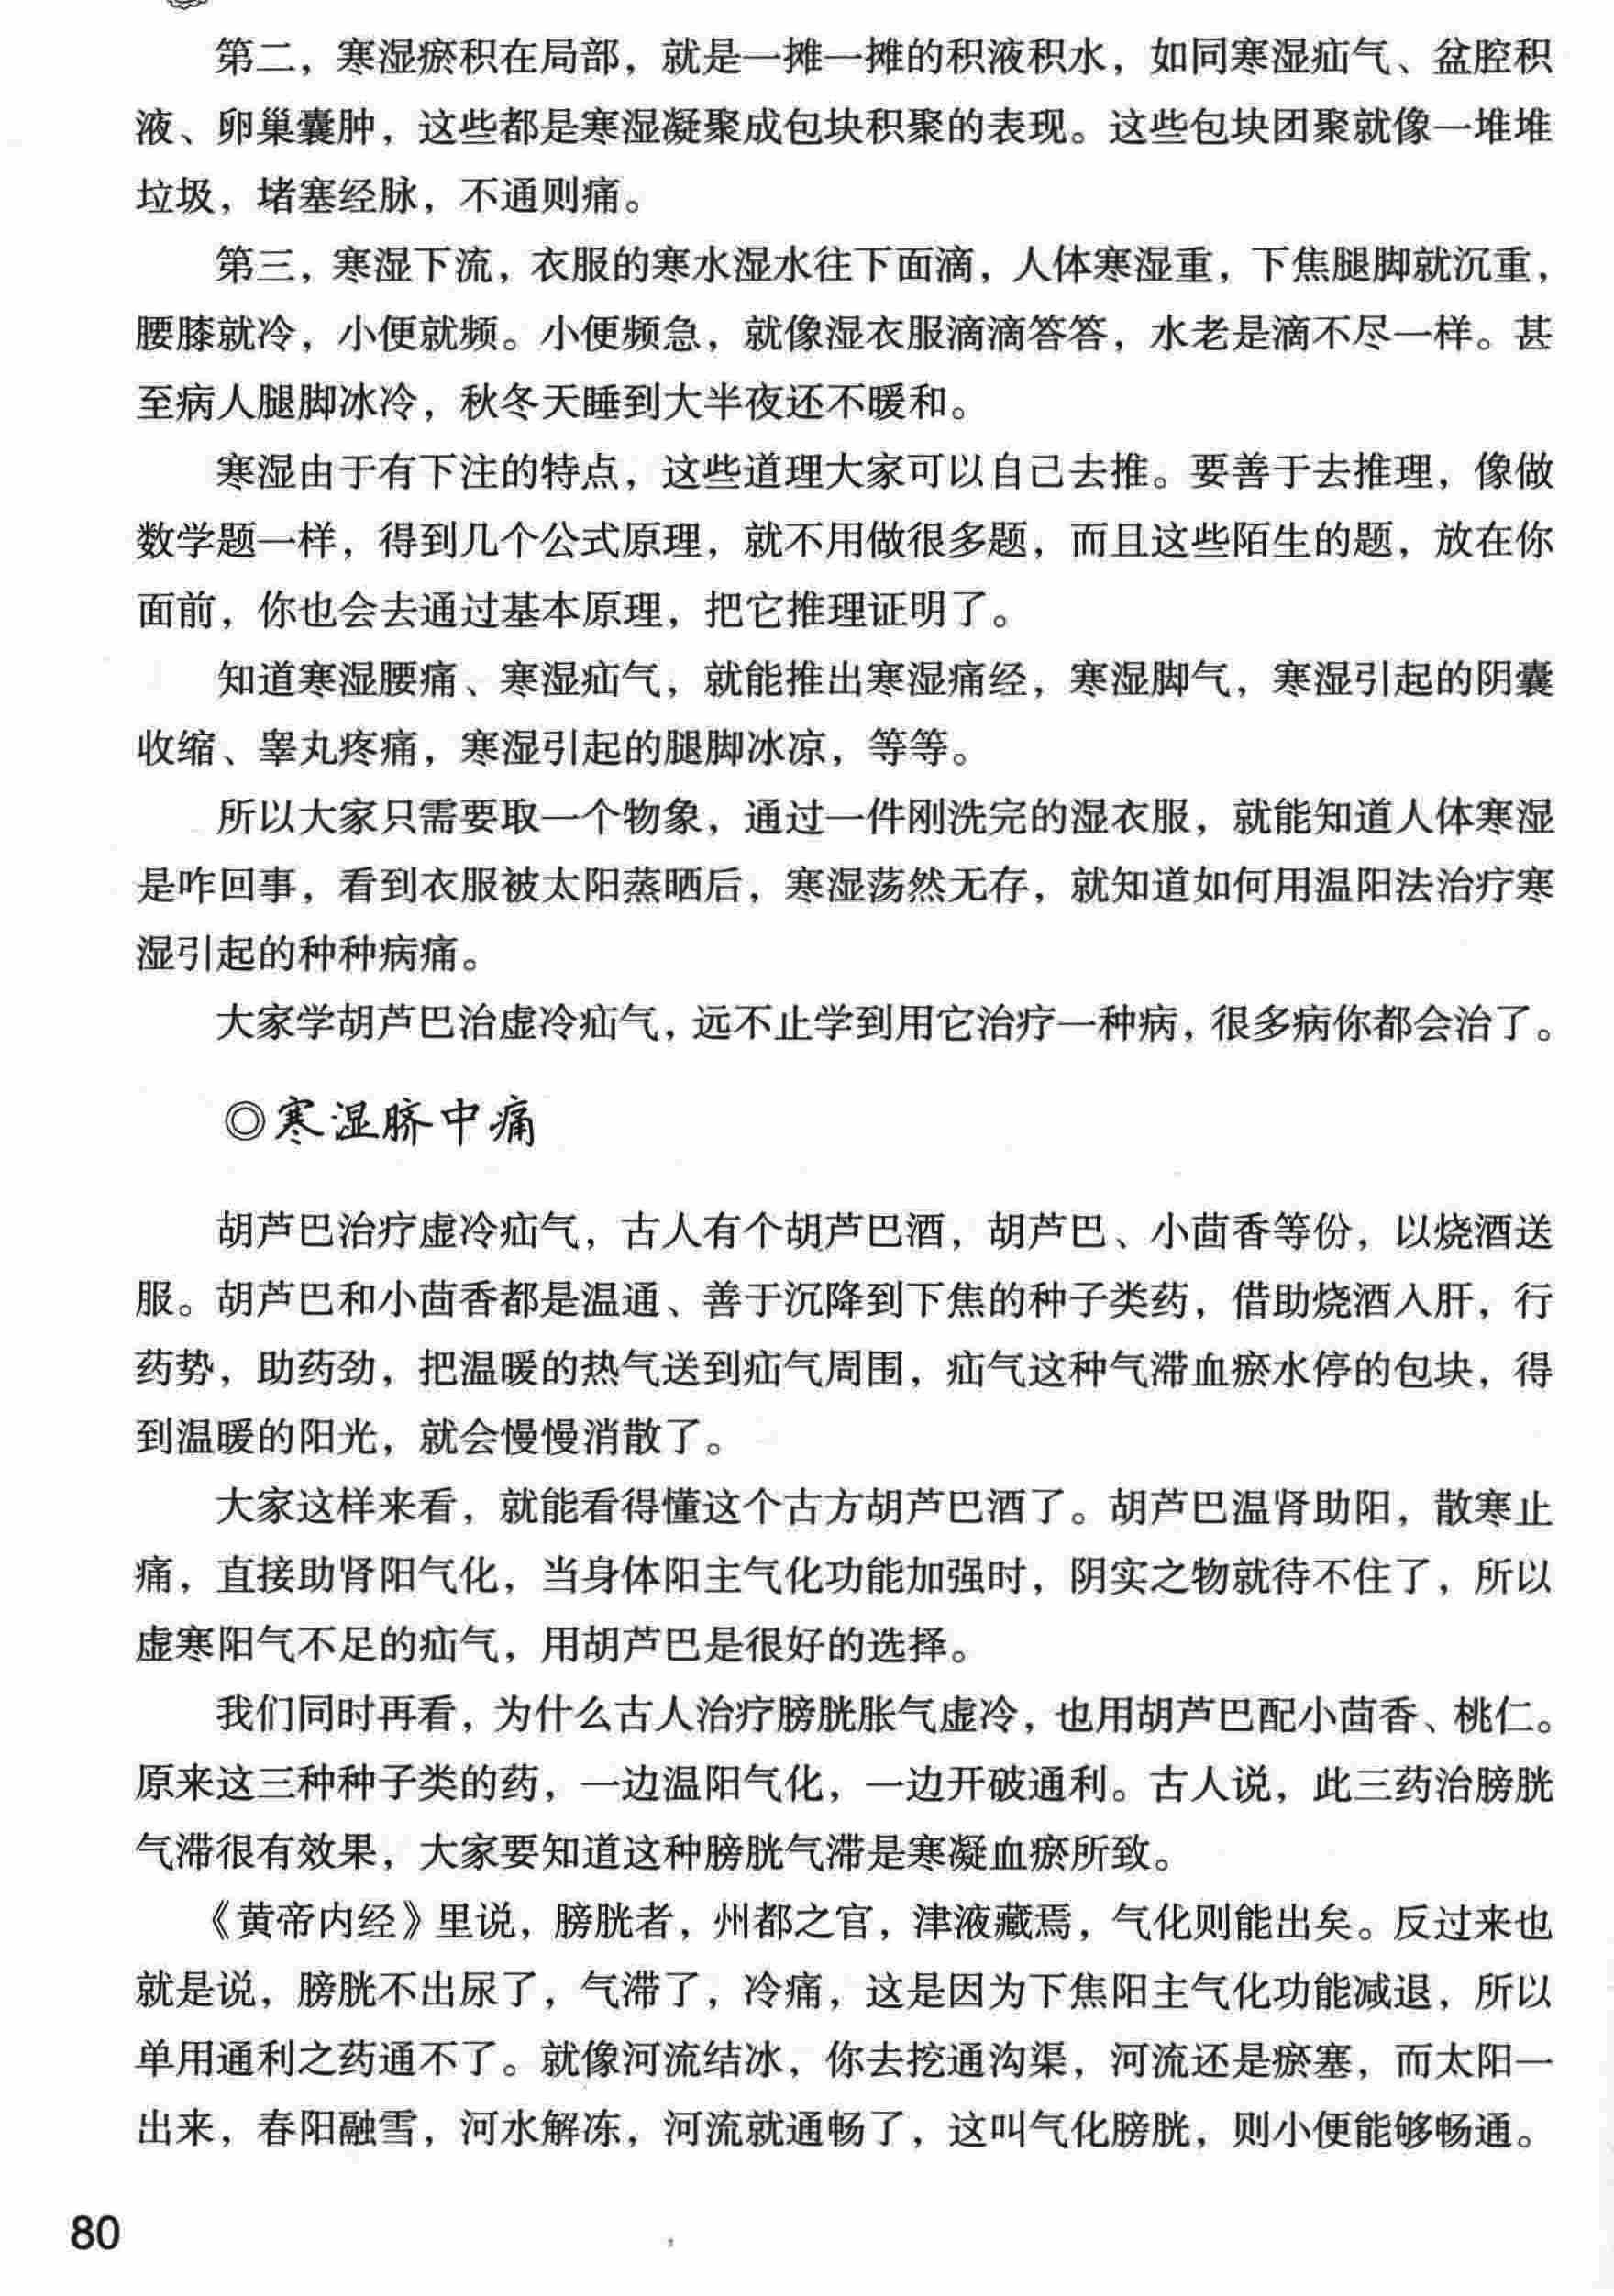 第二，寒湿瘀积在局部，就是一摊一摊的积液积水，如同寒湿疝气、盆腔积
液、卵巢囊肿，这些都是寒湿凝聚成包块积聚的表现。这些包块团聚就像一堆堆
垃圾，堵塞经脉，不通则痛。
第三，寒湿下流，衣服的寒水湿水往下面滴，人体寒湿重，下焦腿脚就沉重，
腰膝就冷，小便就频。小便频急，就像湿衣服滴滴答答，水老是滴不尽一样。甚
至病人腿脚冰冷，秋冬天睡到大半夜还不暖和。
寒湿由于有下注的特点，这些道理大家可以自己去推。要善于去推理，像做
数学题一样，得到几个公式原理，就不用做很多题，而且这些陌生的题，放在你
面前，你也会去通过基本原理，把它推理证明了。
知道寒湿腰痛、寒湿疝气，就能推出寒湿痛经，寒湿脚气，寒湿引起的阴囊
收缩、睾丸疼痛，寒湿引起的腿脚冰凉，等等。
所以大家只需要取一个物象，通过一件刚洗完的湿衣服，就能知道人体寒湿
是咋回事，看到衣服被太阳蒸晒后，寒湿荡然无存，就知道如何用温阳法治疗寒
湿引起的种种病痛。
大家学胡芦巴治虚冷疝气，远不止学到用它治疗一种病，很多病你都会治了。
◎寒湿脐中痛
胡芦巴治疗虚冷疝气，古人有个胡芦巴酒，胡芦巴、小茴香等份，以烧酒送
服。胡芦巴和小茴香都是温通、善于沉降到下焦的种子类药，借助烧酒入肝，行
药势，助药劲，把温暖的热气送到疝气周围，疝气这种气滞血瘀水停的包块，得
到温暖的阳光，就会慢慢消散了。
大家这样来看，就能看得懂这个古方胡芦巴酒了。胡芦巴温肾助阳，散寒止
痛，直接助肾阳气化，当身体阳主气化功能加强时，阴实之物就待不住了，所以
虚寒阳气不足的疝气，用胡芦巴是很好的选择。
我们同时再看，为什么古人治疗膀胱胀气虚冷，也用胡芦巴配小茴香、桃仁。
原来这三种种子类的药，一边温阳气化，一边开破通利。古人说，此三药治膀胱
气滞很有效果，大家要知道这种膀胱气滞是寒凝血瘀所致。
《黄帝内经》里说，膀胱者，州都之官，津液藏焉，气化则能出矣。反过来也
就是说，膀胱不出尿了，气滞了，冷痛，这是因为下焦阳主气化功能减退，所以
单用通利之药通不了。就像河流结冰，你去挖通沟渠，河流还是瘀塞，而太阳一
出来，春阳融雪，河水解冻，河流就通畅了，这叫气化膀胱，则小便能够畅通。
80